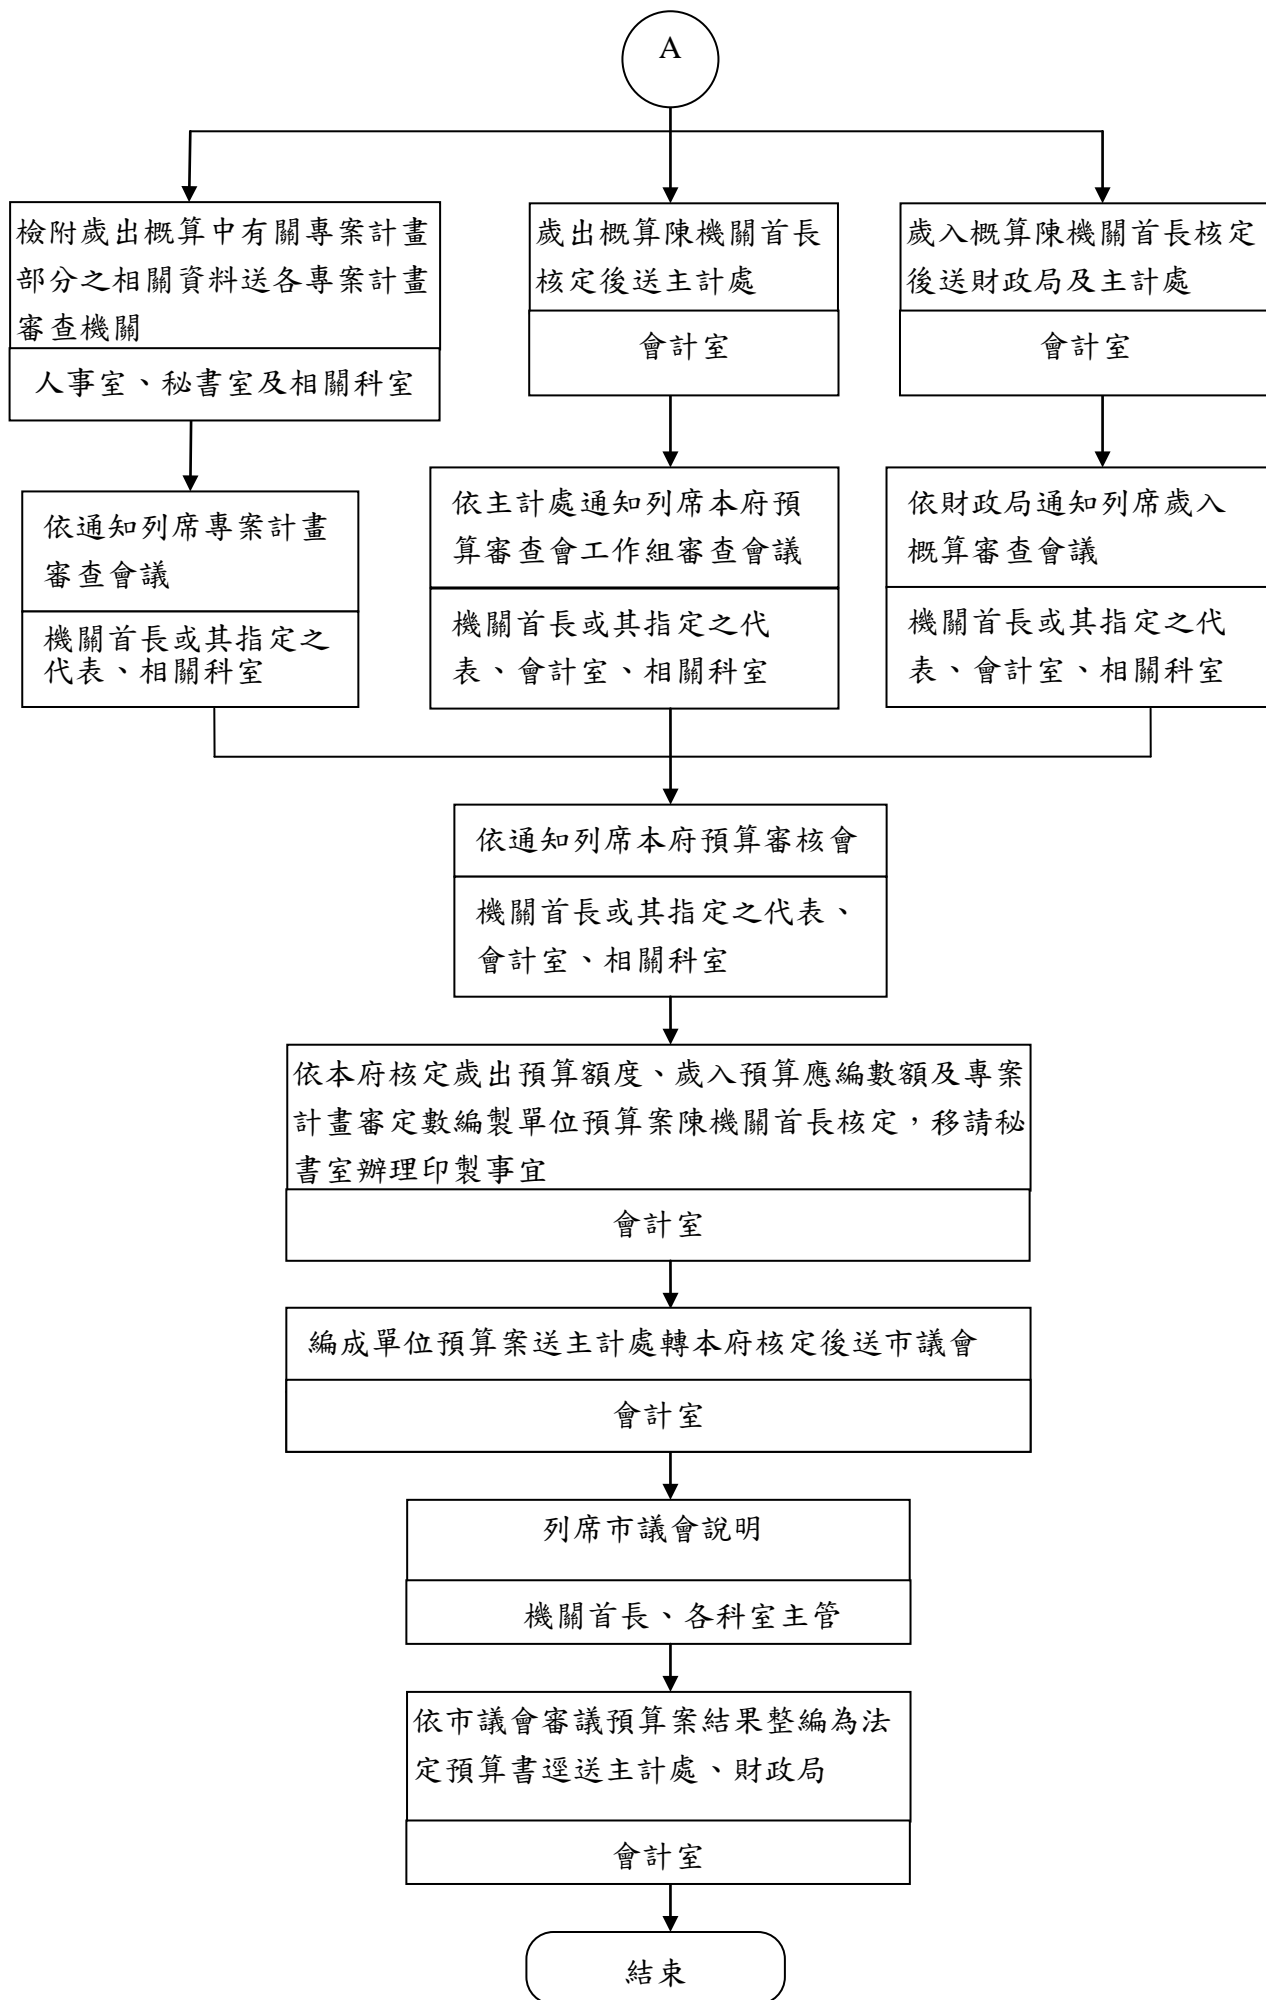 A
檢附歲出概算中有關專案計畫
部分之相關資料送各專案計畫
審查機關
人事室、秘書室及相關科室
歲出概算陳機關首長
核定後送主計處
會計室
歲入概算陳機關首長核定
後送財政局及主計處
會計室
依通知列席專案計畫
審查會議
機關首長或其指定之
代表、相關科室
依主計處通知列席本府預
算審查會工作組審查會議
機關首長或其指定之代
表、會計室、相關科室
依財政局通知列席歲入
概算審查會議
機關首長或其指定之代
表、會計室、相關科室
依通知列席本府預算審核會
機關首長或其指定之代表、
會計室、相關科室
依本府核定歲出預算額度、歲入預算應編數額及專案
計畫審定數編製單位預算案陳機關首長核定，移請秘
書室辦理印製事宜
會計室
編成單位預算案送主計處轉本府核定後送市議會
會計室
列席市議會說明
機關首長、各科室主管
依市議會審議預算案結果整編為法
定預算書逕送主計處、財政局
會計室
結束